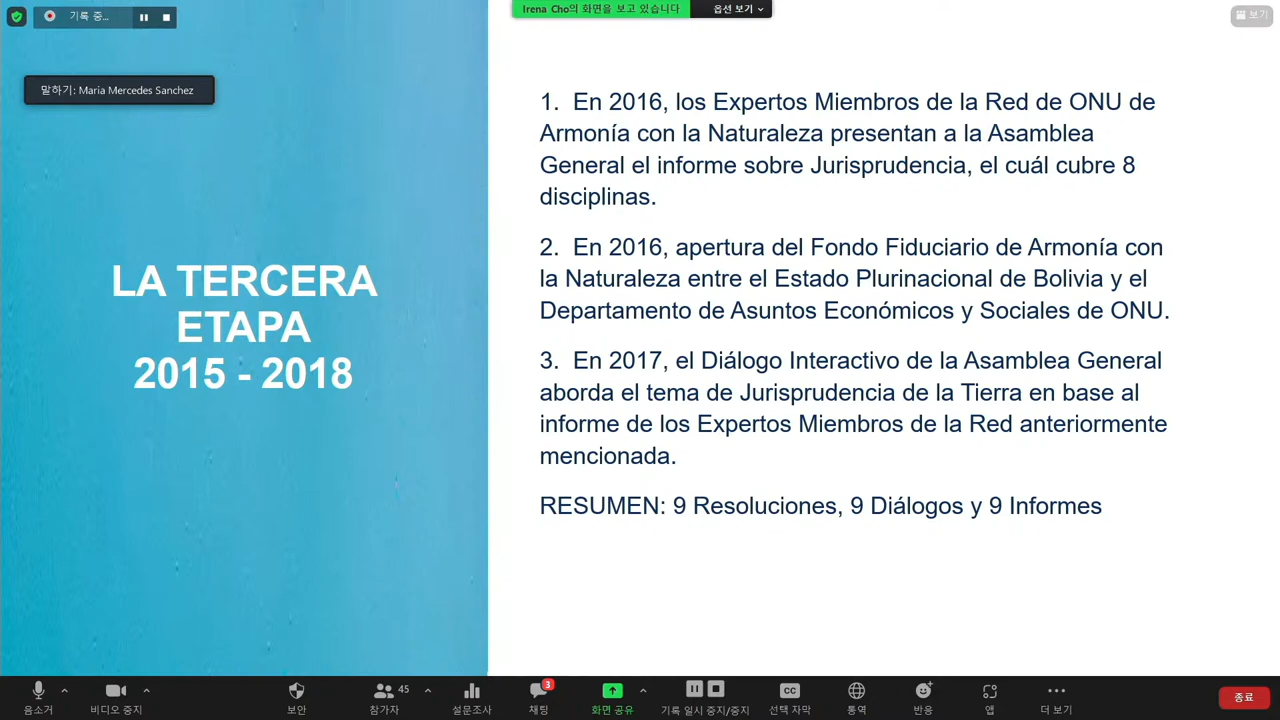 기록 중...
Irena Cho의 화면을 보고 있습니다
옵션 보기
보기
말하기: Maria Mercedes Sanchez
LA TERCERA
ETAPA
2015 - 2018
1. En 2016, los Expertos Miembros de la Red de ONU de
Armonía con la Naturaleza presentan a la Asamblea
General el informe sobre Jurisprudencia, el cuál cubre 8
disciplinas.
2. En 2016, apertura del Fondo Fiduciario de Armonía con
la Naturaleza entre el Estado Plurinacional de Bolivia y el
Departamento de Asuntos Económicos y Sociales de ONU.
3. En 2017, el Diálogo Interactivo de la Asamblea General
aborda el tema de Jurisprudencia de la Tierra en base al
informe de los Expertos Miembros de la Red anteriormente
mencionada.
RESUMEN: 9 Resoluciones, 9 Diálogos y 9 Informes
45
3
CC
음소거
비디오 중지
보안
참가자
설문조사
채팅
화면 공유
기록 일시 중지/중지
선택 자막
통역
반응
앱
더 보기
종료